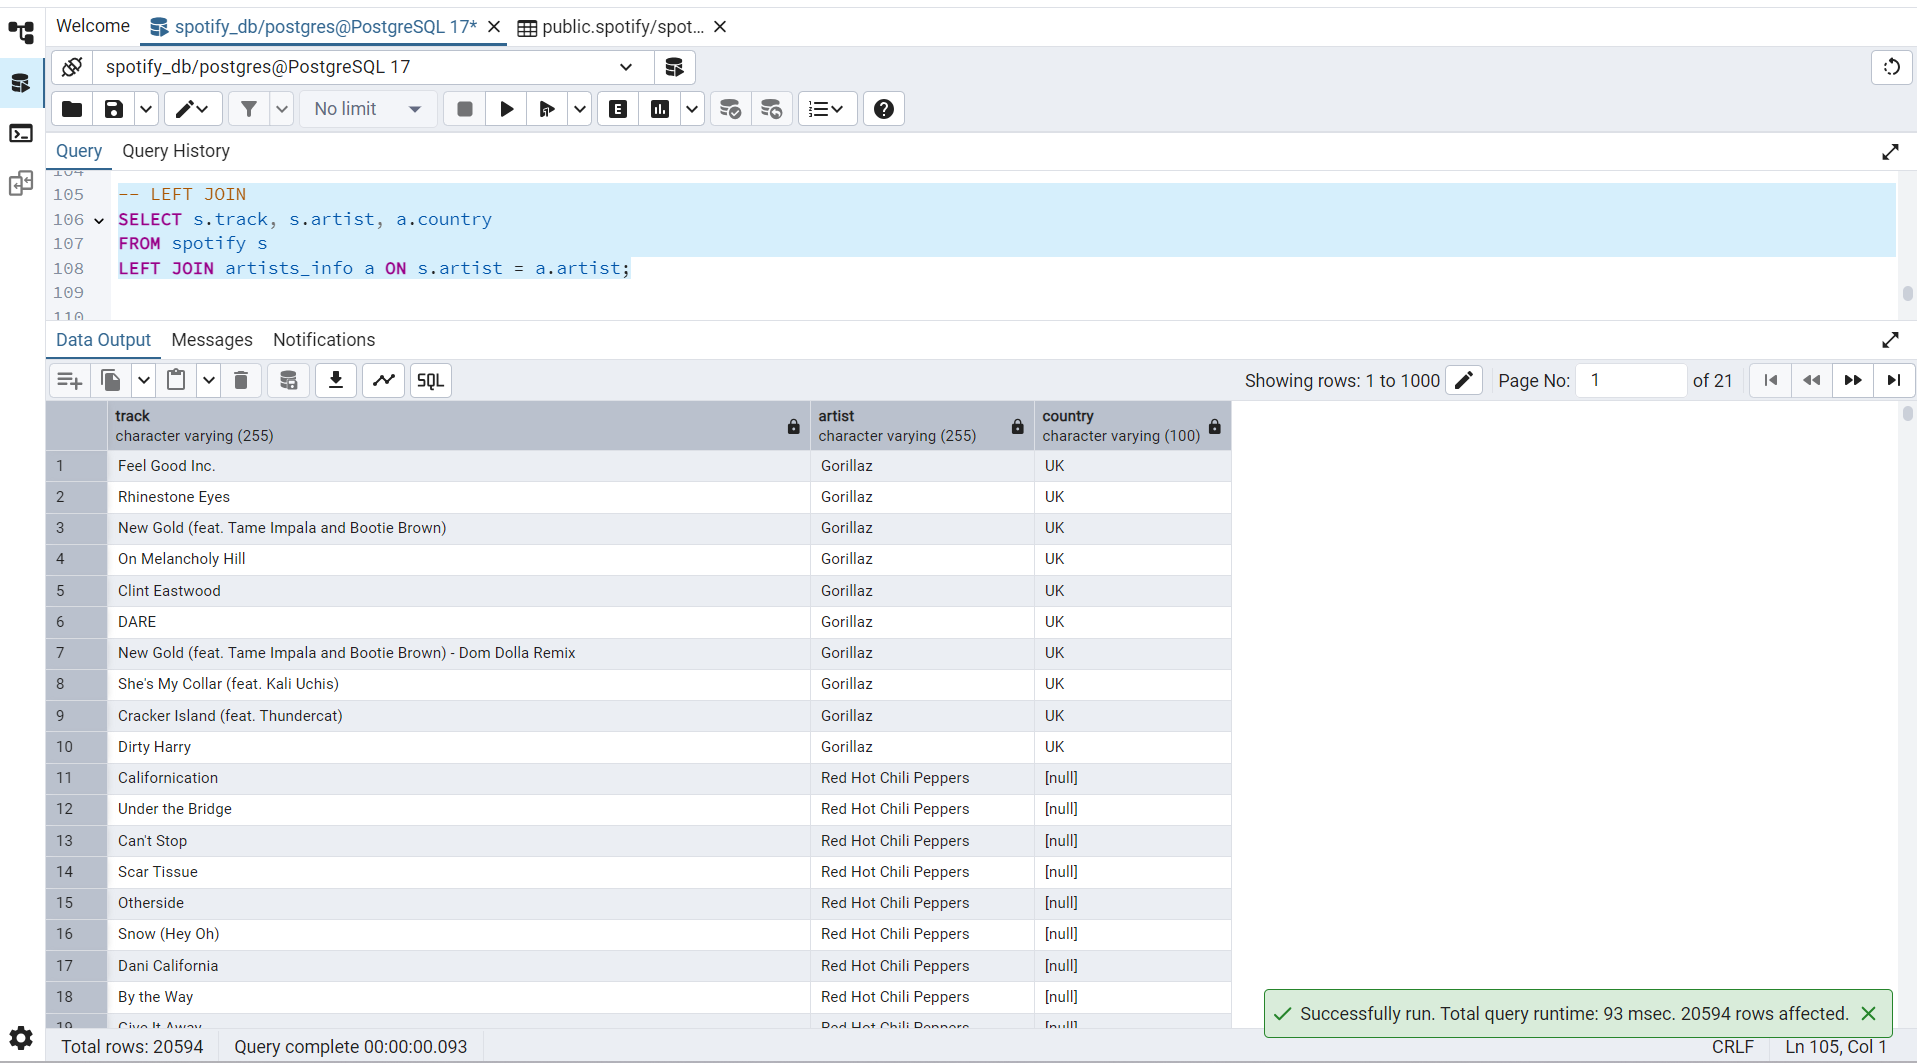 Welcome spotify_db/postgres@PostgreSQL 17* public.spotify/spot...
spotify_db/postgres@PostgreSQL 17
No limit
E
Query Query History
104
105 -- LEFT JOIN
106 SELECT s.track, s.artist, a.country
107 FROM spotify s
108 LEFT JOIN artists_info a ON s.artist = a.artist;
109
110
Data Output Messages Notifications
SQL Showing rows: 1 to 1000 Page No: 1 of 21
track artist country
character varying (255) character varying (255) character varying (100)
1 Feel Good Inc. Gorillaz UK
2 Rhinestone Eyes Gorillaz UK
3 New Gold (feat. Tame Impala and Bootie Brown) Gorillaz UK
4 On Melancholy Hill Gorillaz UK
5 Clint Eastwood Gorillaz UK
6 DARE Gorillaz UK
7 New Gold (feat. Tame Impala and Bootie Brown) - Dom Dolla Remix Gorillaz UK
8 She's My Collar (feat. Kali Uchis) Gorillaz UK
9 Cracker Island (feat. Thundercat) Gorillaz UK
10 Dirty Harry Gorillaz UK
11 Californication Red Hot Chili Peppers [null]
12 Under the Bridge Red Hot Chili Peppers [null]
13 Can't Stop Red Hot Chili Peppers [null]
14 Scar Tissue Red Hot Chili Peppers [null]
15 Otherside Red Hot Chili Peppers [null]
16 Snow (Hey Oh) Red Hot Chili Peppers [null]
17 Dani California Red Hot Chili Peppers [null]
18 By the Way Red Hot Chili Peppers [null]
19 Give It Away Red Hot Chili Peppers [null]
Successfully run. Total query runtime: 93 msec. 20594 rows affected.
Total rows: 20594 Query complete 00:00:00.093 CRLF Ln 105, Col 1